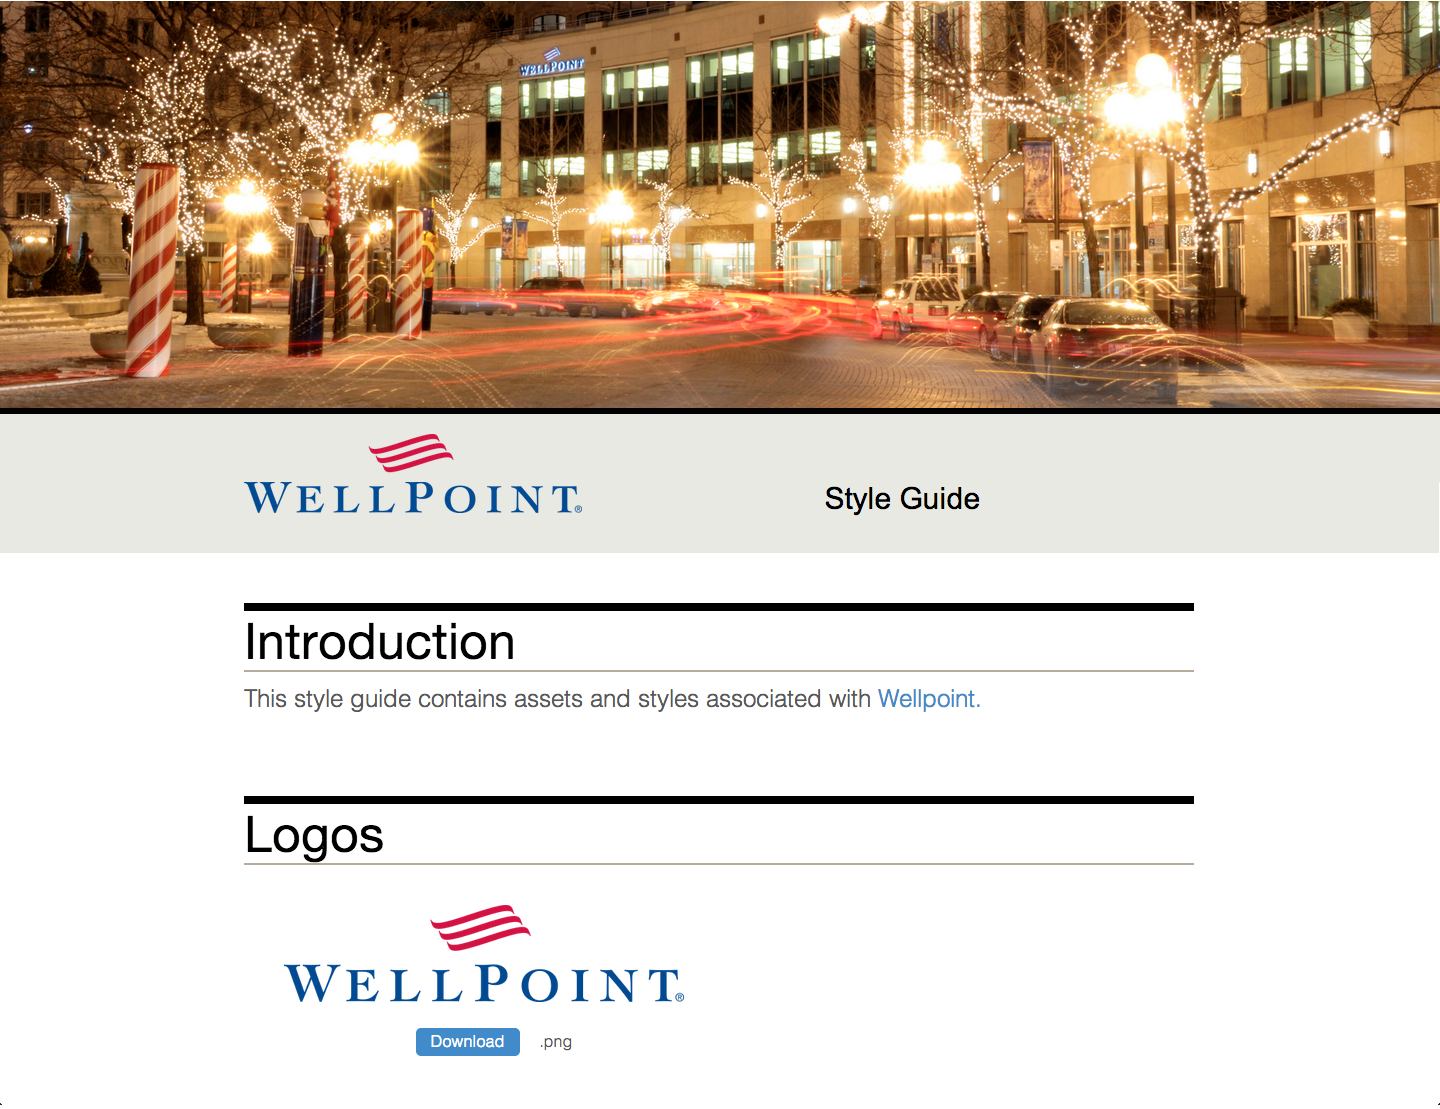 WELLPOINT
WELLPOINT®
Style Guide
Introduction
This style guide contains assets and styles associated with Wellpoint.
Logos
WELLPOINT®
Download .png